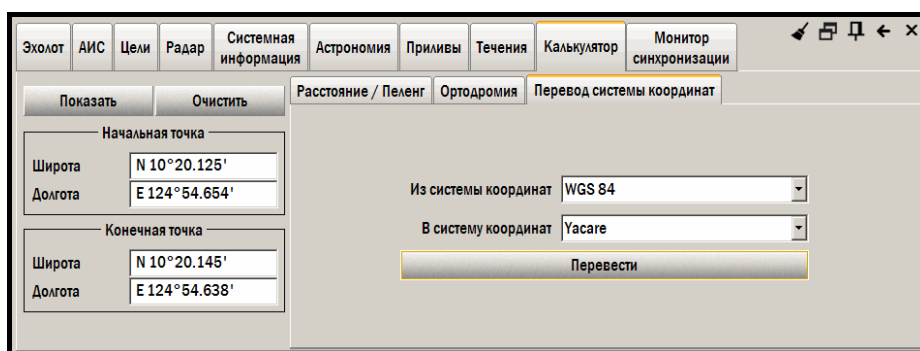 Эхолот АИС Цели Радар Системная информация Астрономия Приливы Течения Калькулятор Монитор синхронизации
Показать Очистить
Расстояние / Пеленг Ортодромия Перевод системы координат
Начальная точка
Широта N 10°20.125'
Долгота E 124°54.654'
Конечная точка
Широта N 10°20.145'
Долгота E 124°54.638'
Из системы координат WGS 84
В систему координат Yacare
Перевести